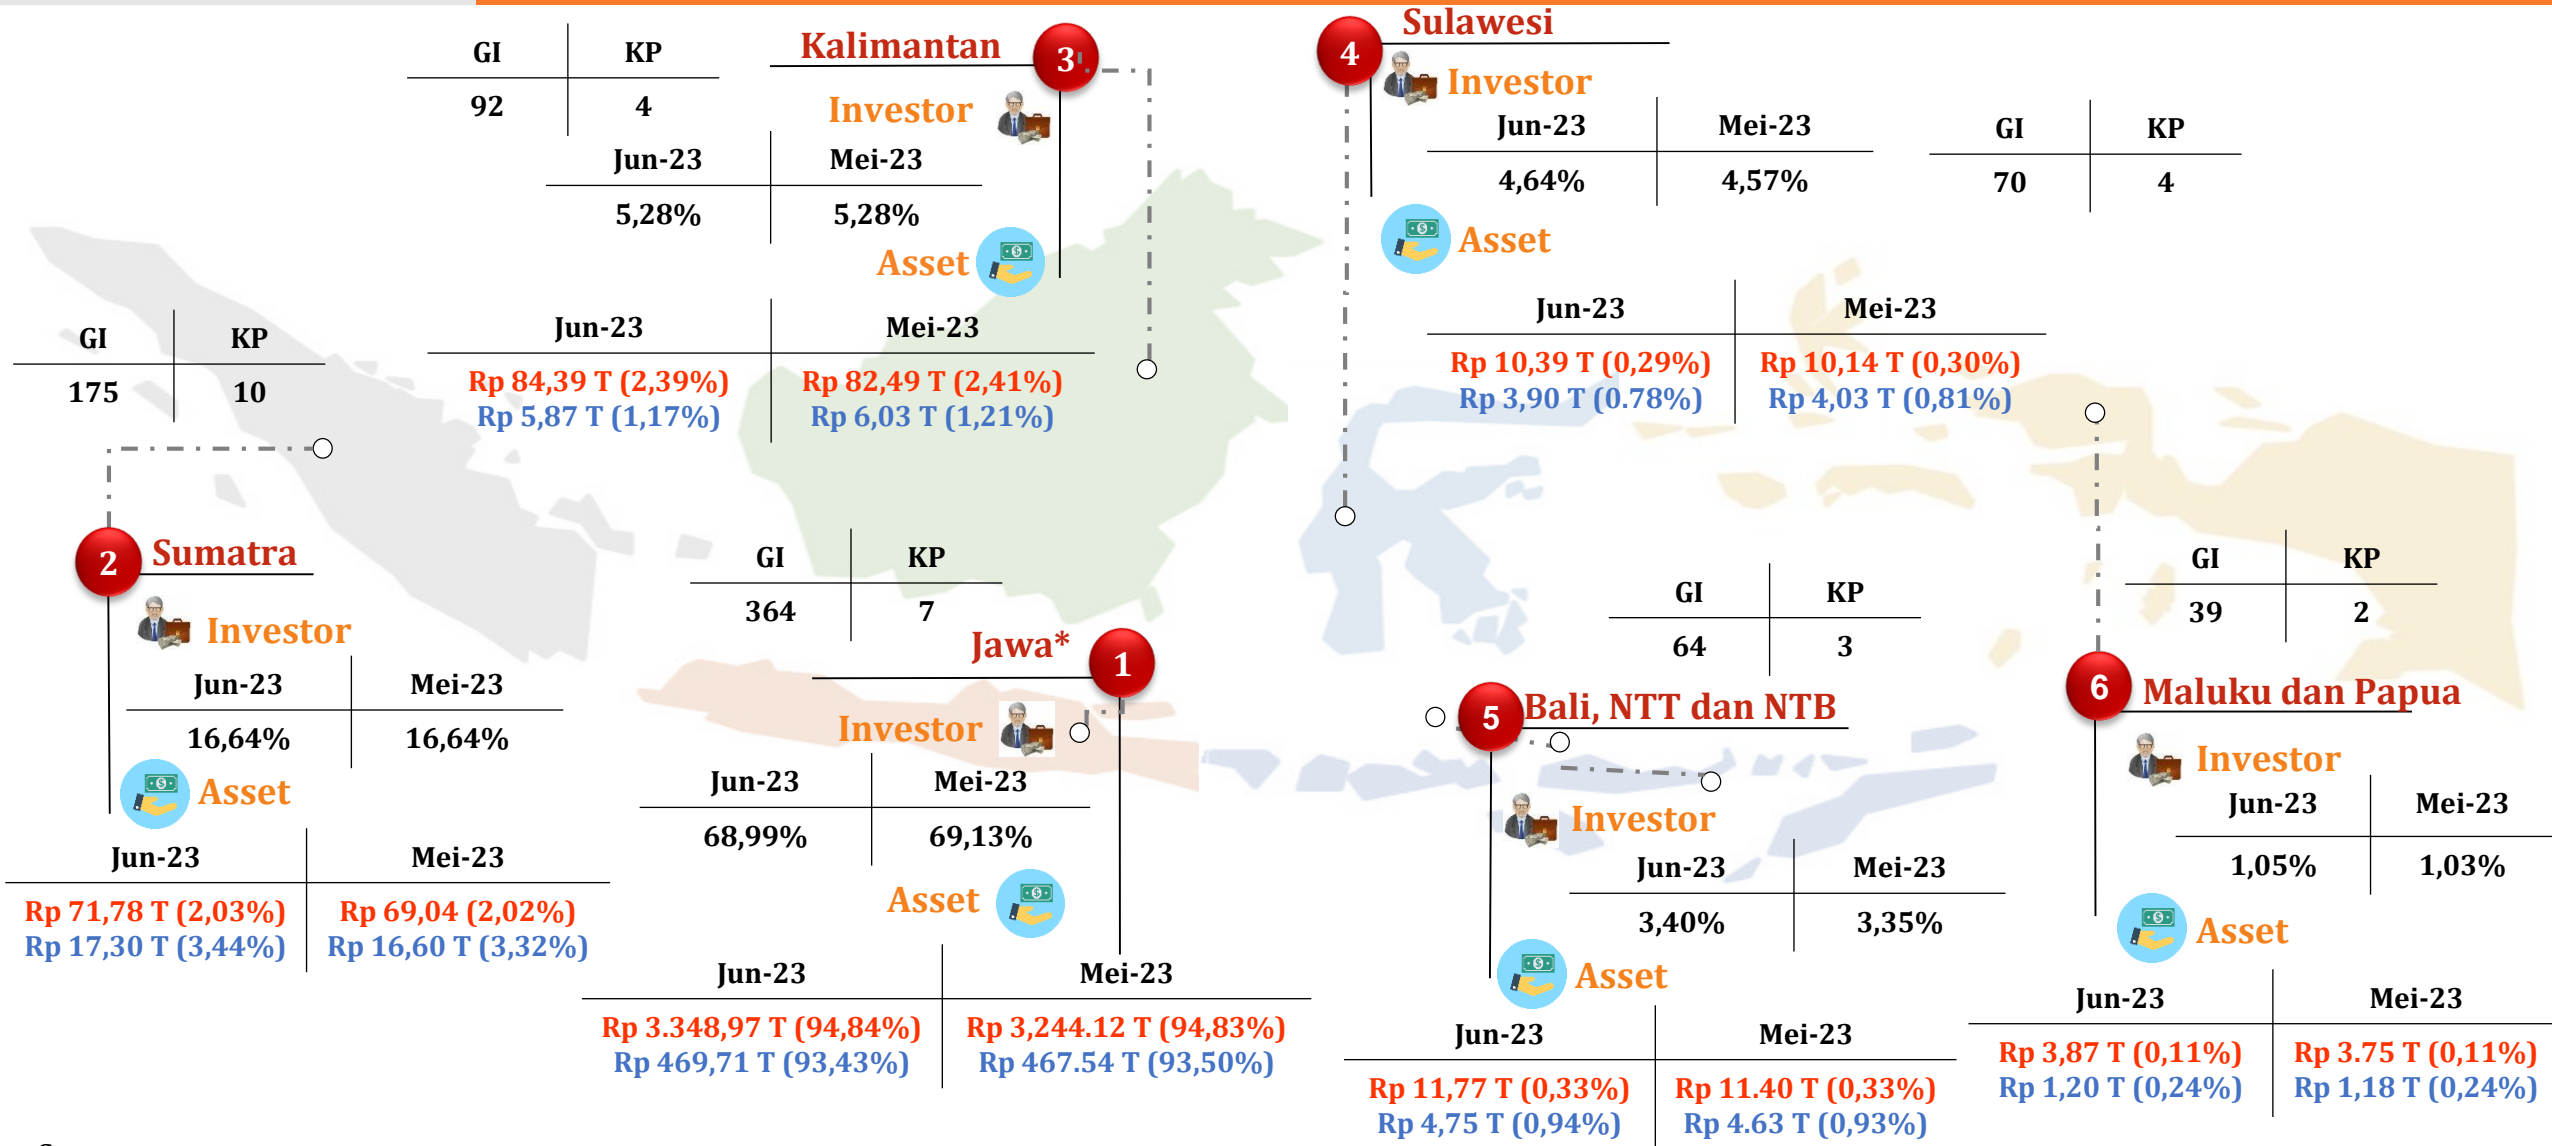 GI KP
92 4
Kalimantan 3
Investor
Jun-23 Mei-23
5,28% 5,28%
Asset
Jun-23 Mei-23
Rp 84,39 T (2,39%) Rp 82,49 T (2,41%)
Rp 5,87 T (1,17%) Rp 6,03 T (1,21%)
4 Sulawesi
Investor
Jun-23 Mei-23
4,64% 4,57%
GI KP
70 4
Asset
Jun-23 Mei-23
Rp 10,39 T (0,29%) Rp 10,14 T (0,30%)
Rp 3,90 T (0.78%) Rp 4,03 T (0,81%)
GI KP
175 10
2 Sumatra
Investor
Jun-23 Mei-23
16,64% 16,64%
Asset
Jun-23 Mei-23
Rp 71,78 T (2,03%) Rp 69,04 (2,02%)
Rp 17,30 T (3,44%) Rp 16,60 T (3,32%)
GI KP
364 7
Jawa* 1
Investor
Jun-23 Mei-23
68,99% 69,13%
Asset
Jun-23 Mei-23
Rp 3.348,97 T (94,84%) Rp 3,244.12 T (94,83%)
Rp 469,71 T (93,43%) Rp 467.54 T (93,50%)
GI KP
64 3
5 Bali, NTT dan NTB
Investor
Jun-23 Mei-23
3,40% 3,35%
Asset
Jun-23 Mei-23
Rp 11,77 T (0,33%) Rp 11.40 T (0,33%)
Rp 4,75 T (0,94%) Rp 4.63 T (0,93%)
GI KP
39 2
6 Maluku dan Papua
Investor
Jun-23 Mei-23
1,05% 1,03%
Asset
Jun-23 Mei-23
Rp 3,87 T (0,11%) Rp 3.75 T (0,11%)
Rp 1,20 T (0,24%) Rp 1,18 T (0,24%)